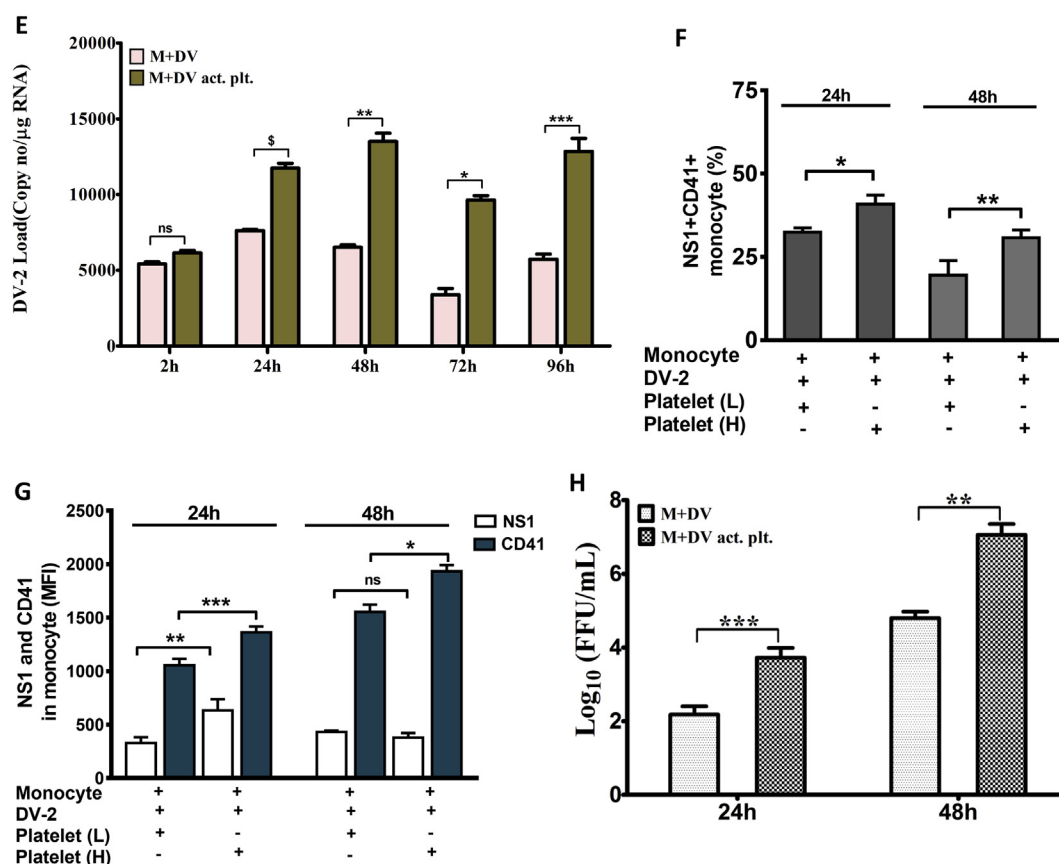 E
DV-2 Load(Copy no/µg RNA)
20000
15000
10000
5000
0
M+DV
M+DV act. plt.
ns
$
**
*
***
2h 24h 48h 72h 96h
F
NS1+CD41+
monocyte (%)
75
50
25
0
24h 48h
*
**
Monocyte + + + +
DV-2 + + + +
Platelet (L) + - + -
Platelet (H) - + - +
G
NS1 and CD41
in monocyte (MFI)
2500
2000
1500
1000
500
0
24h 48h
NS1
CD41
**
***
ns
*
Monocyte + + + +
DV-2 + + + +
Platelet (L) + - + -
Platelet (H) - + - +
H
Log10 (FFU/mL)
8
6
4
2
0
M+DV
M+DV act. plt.
***
**
24h 48h